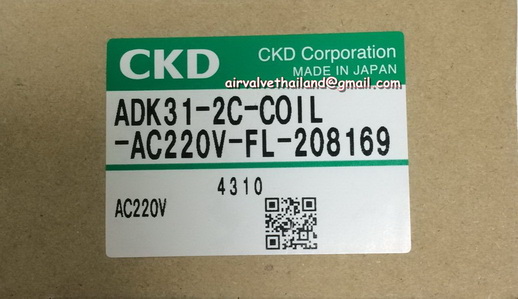 CKD
CKD Corporation
MADE IN JAPAN
airvalvethailand@gmail.com
ADK31-2C-COIL
-AC220V-FL-208169
4310
AC220V